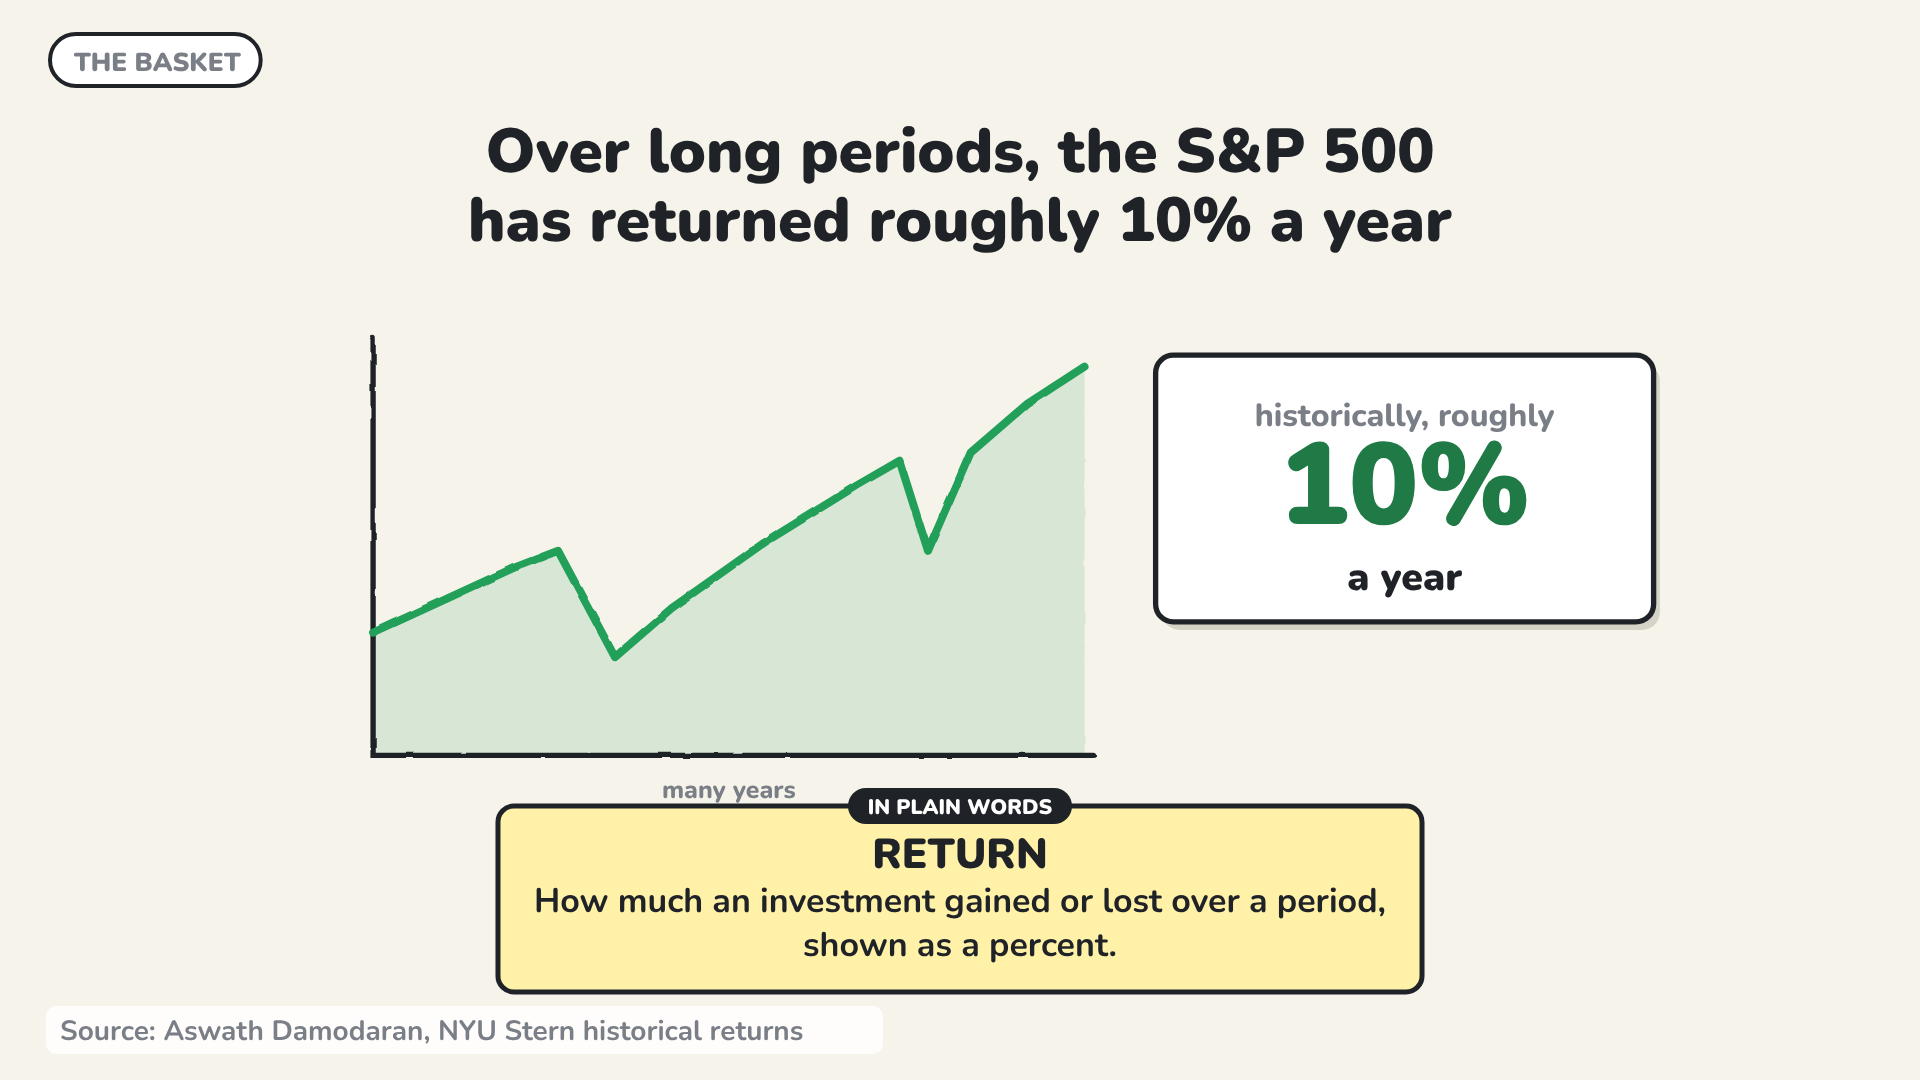 THE BASKET
Over long periods, the S&P 500
has returned roughly 10% a year
historically, roughly
10%
a year
many years
IN PLAIN WORDS
RETURN
How much an investment gained or lost over a period,
shown as a percent.
Source: Aswath Damodaran, NYU Stern historical returns